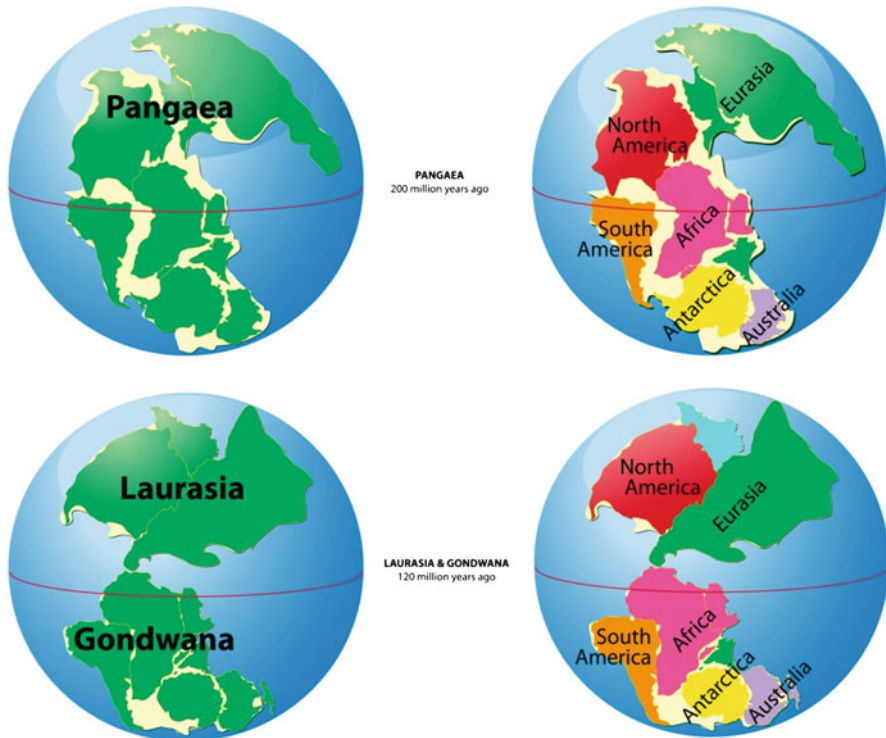 Pangaea
PANGAEA
200 million years ago
North
America
Eurasia
South
America
Africa
Antarctica
Australia
Laurasia
Gondwana
LAURASIA & GONDWANA
120 million years ago
North
America
Eurasia
South
America
Africa
Antarctica
Australia